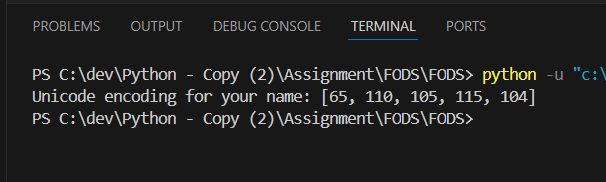 PROBLEMS OUTPUT DEBUG CONSOLE TERMINAL PORTS
PS C:\dev\Python - Copy (2)\Assignment\FODS\FODS> python -u "c:\
Unicode encoding for your name: [65, 110, 105, 115, 104]
PS C:\dev\Python - Copy (2)\Assignment\FODS\FODS>